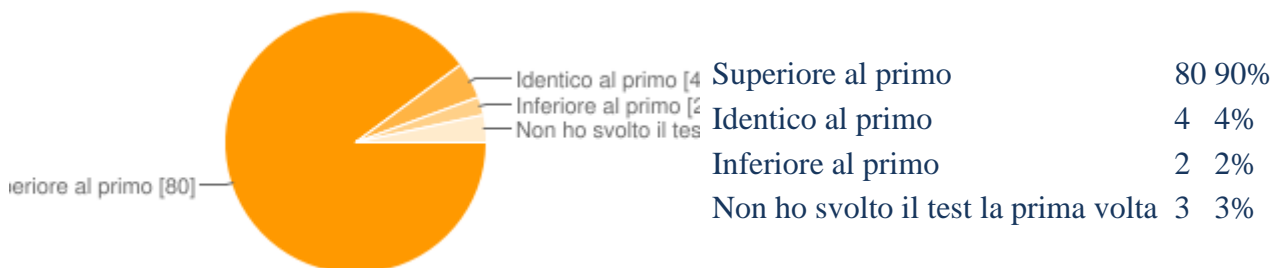 Identico al primo [4
Inferiore al primo [2
Non ho svolto il tes
eriore al primo [80]
Superiore al primo 80 90%
Identico al primo 4 4%
Inferiore al primo 2 2%
Non ho svolto il test la prima volta 3 3%